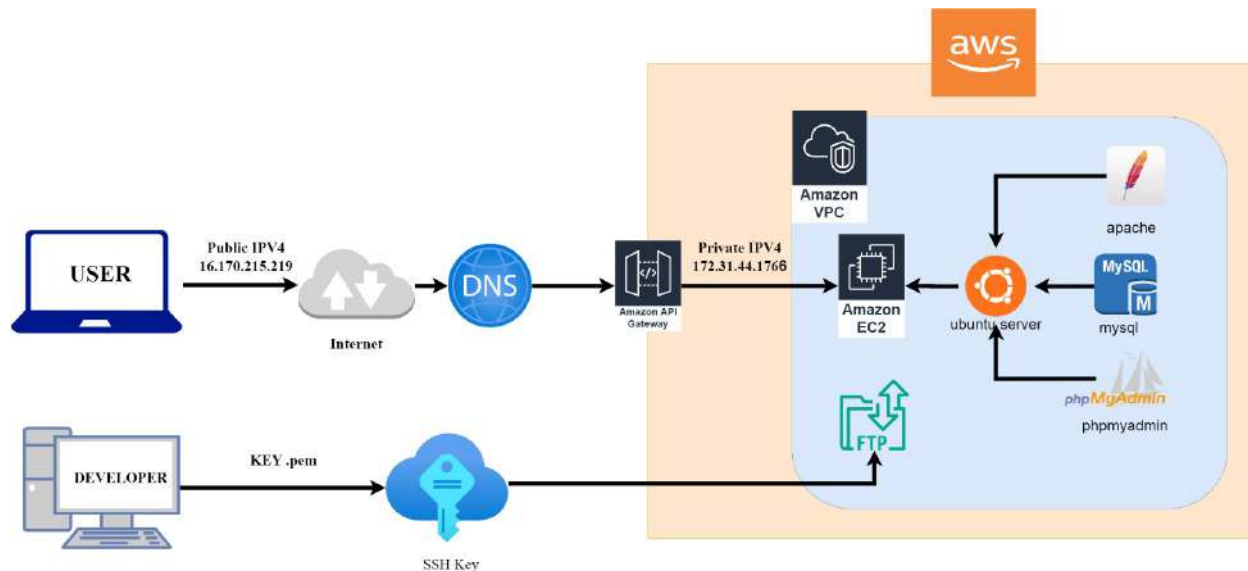 aws
Amazon
VPC
apache
Public IPV4
16.170.215.219
USER
Internet
DNS
Amazon API
Gateway
Private IPV4
172.31.44.1766
Amazon
EC2
ubuntu server
MySQL
M
mysql
phpMyAdmin
phpmyadmin
FTP
DEVELOPER
KEY .pem
SSH Key